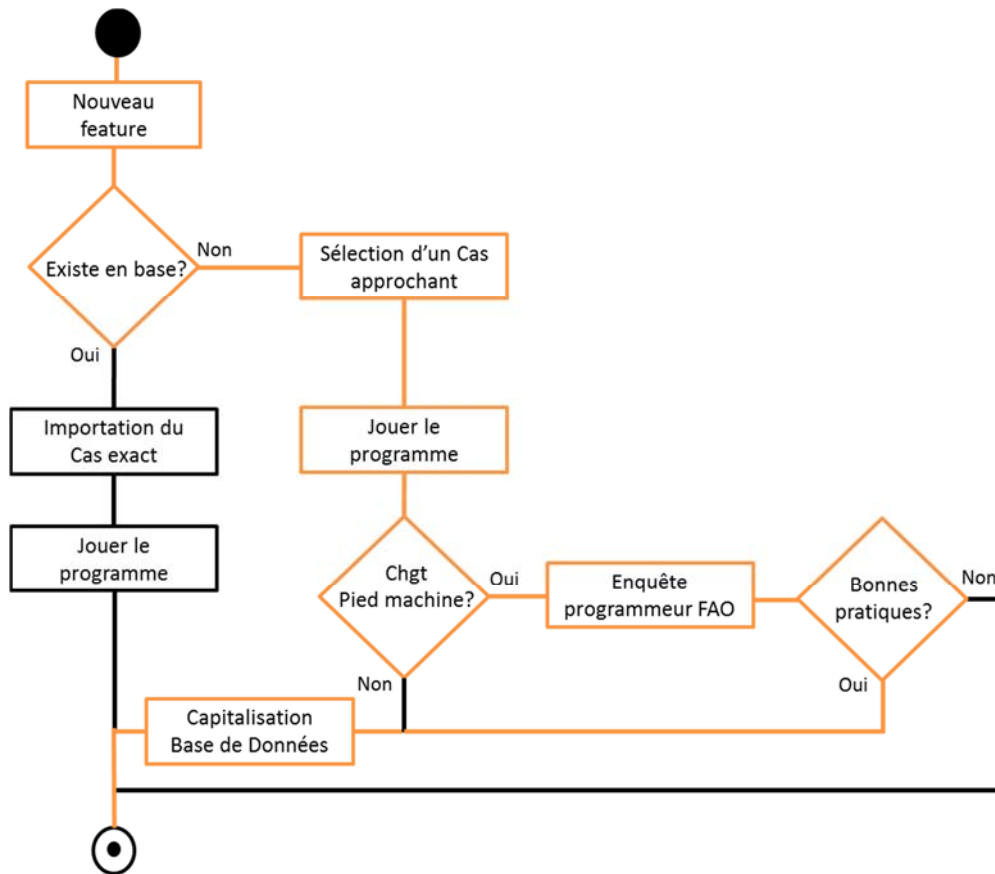 Nouveau
feature
Existe en base?
Non
Sélection d'un Cas
approchant
Oui
Importation du
Cas exact
Jouer le
programme
Jouer le
programme
Chgt
Pied machine?
Oui
Enquête
programmeur FAO
Bonnes
pratiques?
Non
Non
Oui
Capitalisation
Base de Données